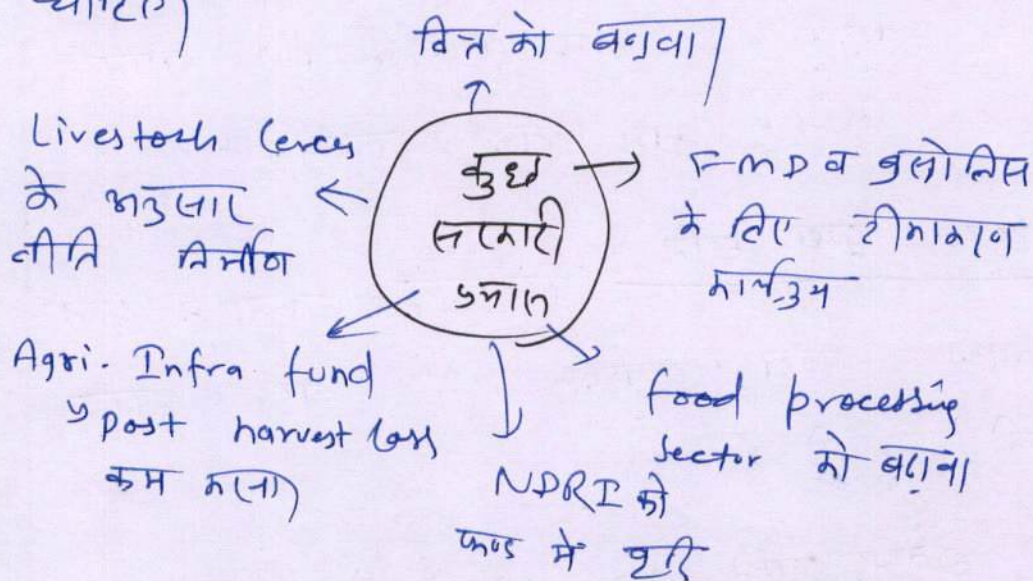 चाहिए)
वित्त को बढ़ावा
Livestock Census
के अनुसार
नीति निर्माण
कुछ
सरकारी
प्रयास
FMD व ब्रुसेलोसिस
के लिए टीकाकरण
कार्यक्रम
Agri. Infra fund
↳ Post harvest loss
कम करना)
NDRI को
फण्ड में वृद्धि
food processing
sector को बढ़ावा